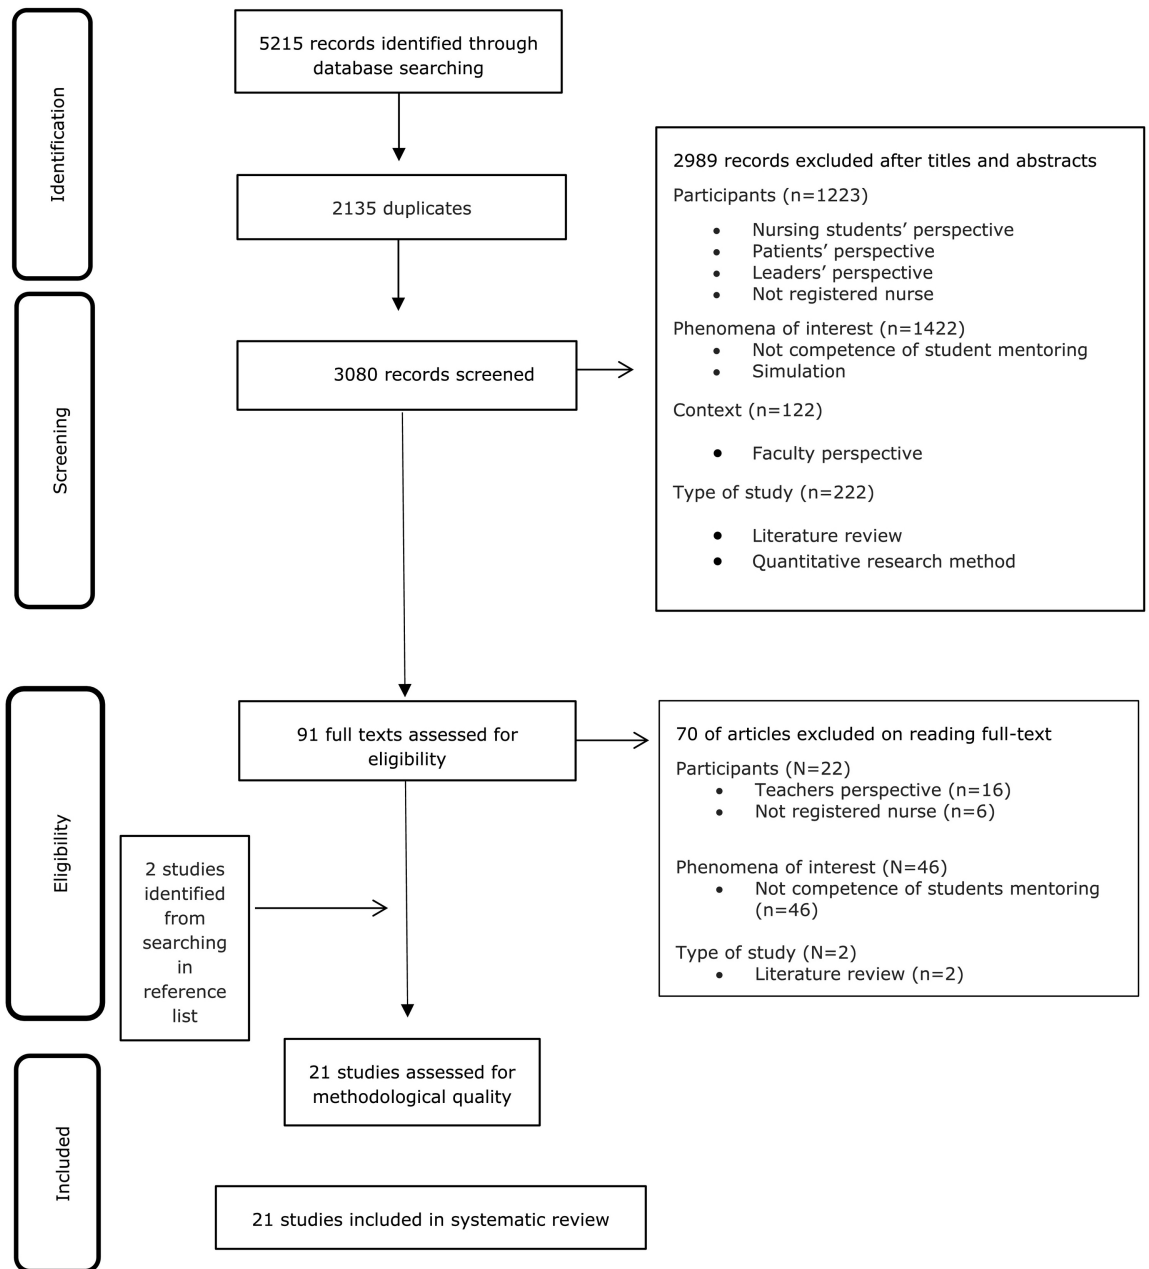 Identification
5215 records identified through
database searching
2135 duplicates
Screening
3080 records screened
2989 records excluded after titles and abstracts
Participants (n=1223)
• Nursing students’ perspective
• Patients’ perspective
• Leaders’ perspective
• Not registered nurse
Phenomena of interest (n=1422)
• Not competence of student mentoring
• Simulation
Context (n=122)
• Faculty perspective
Type of study (n=222)
• Literature review
• Quantitative research method
Eligibility
91 full texts assessed for
eligibility
70 of articles excluded on reading full-text
Participants (N=22)
• Teachers perspective (n=16)
• Not registered nurse (n=6)
Phenomena of interest (N=46)
• Not competence of students mentoring
(n=46)
Type of study (N=2)
• Literature review (n=2)
2 studies
identified
from
searching
in
reference
list
Included
21 studies assessed for
methodological quality
21 studies included in systematic review